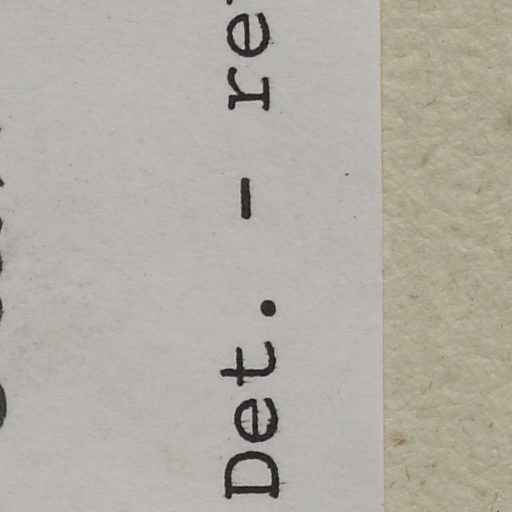 Det. - re